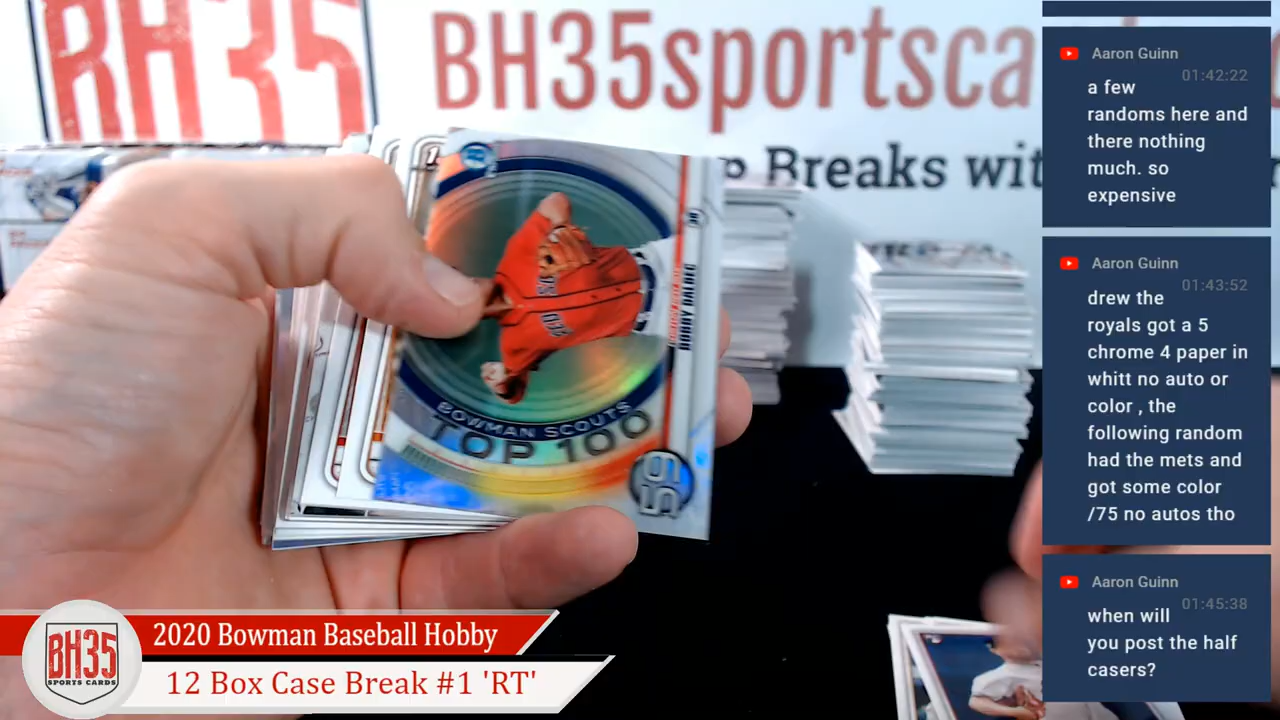 BH35
BH35sportsca
Breaks wit
BOBBY DALBEC
BOWMAN SCOUTS
TOP 100
95
BH35
SPORTS CARDS
2020 Bowman Baseball Hobby
12 Box Case Break #1 'RT'
Aaron Guinn
01:42:22
a few
randoms here and
there nothing
much. so
expensive
Aaron Guinn
01:43:52
drew the
royals got a 5
chrome 4 paper in
whitt no auto or
color , the
following random
had the mets and
got some color
/75 no autos tho
Aaron Guinn
01:45:38
when will
you post the half
casers?